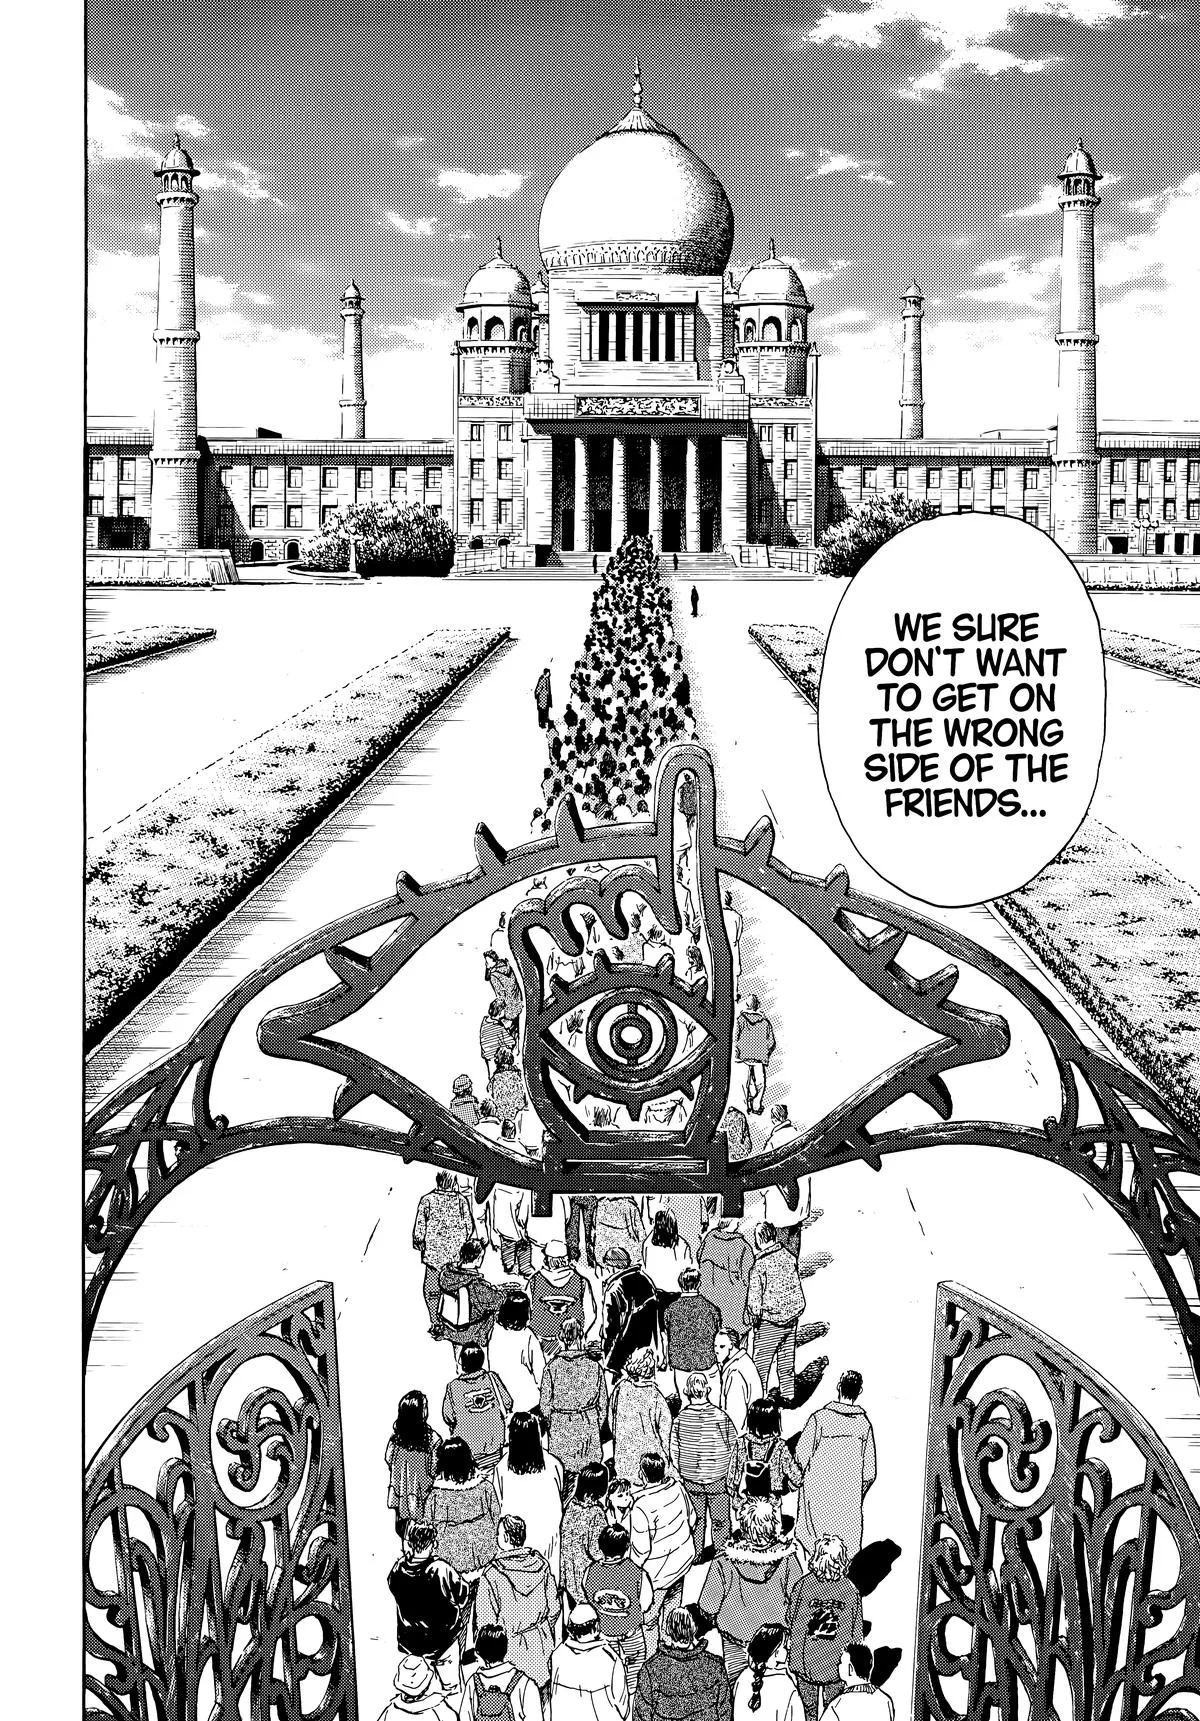 WE SURE
DON'T WANT
TO GET ON
THE WRONG
SIDE OF THE
FRIENDS...